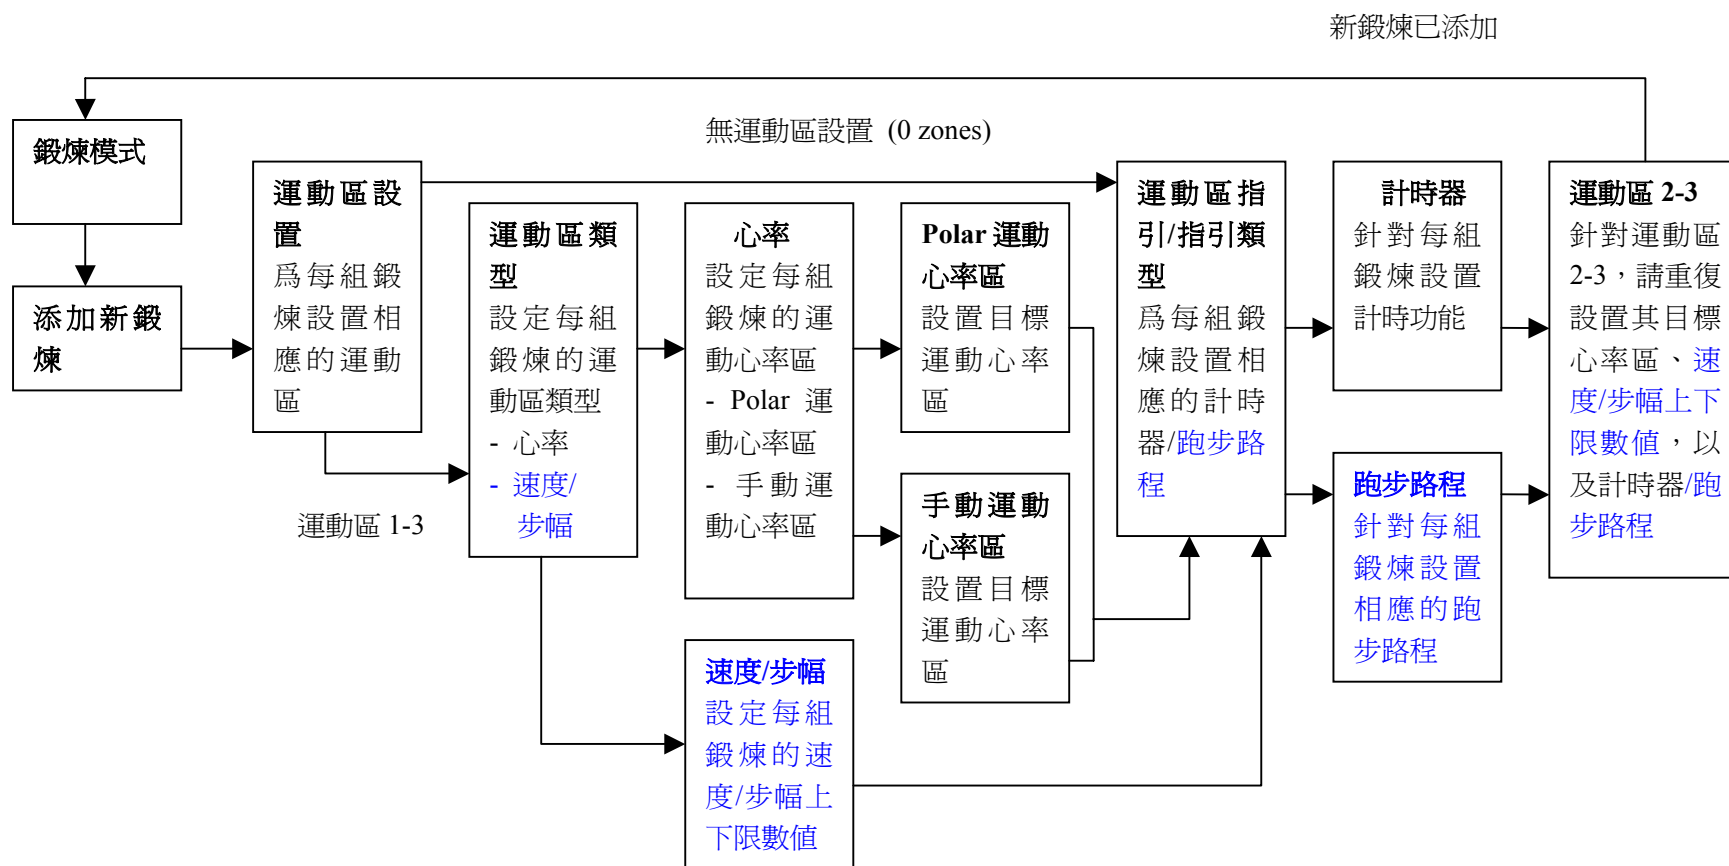 新鍛煉已添加
無運動區設置 (0 zones)
鍛煉模式
添加新鍛
煉
運動區設
置
爲每組鍛
煉設置相
應的運動
區
運動區 1-3
運動區類
型
設定每組
鍛煉的運
動區類型
- 心率
- 速度/
步幅
心率
設定每組
鍛煉的運
動心率區
- Polar 運
動心率區
- 手動運
動心率區
Polar 運動
心率區
設置目標
運動心率
區
手動運動
心率區
設置目標
運動心率
區
速度/步幅
設定每組
鍛煉的速
度/步幅上
下限數值
運動區指
引/指引類
型
爲每組鍛
煉設置相
應的計時
器/跑步路
程
計時器
針對每組
鍛煉設置
計時功能
跑步路程
針對每組
鍛煉設置
相應的跑
步路程
運動區 2-3
針對運動區
2-3，請重復
設置其目標
心率區、速
度/步幅上下
限數值，以
及計時器/跑
步路程